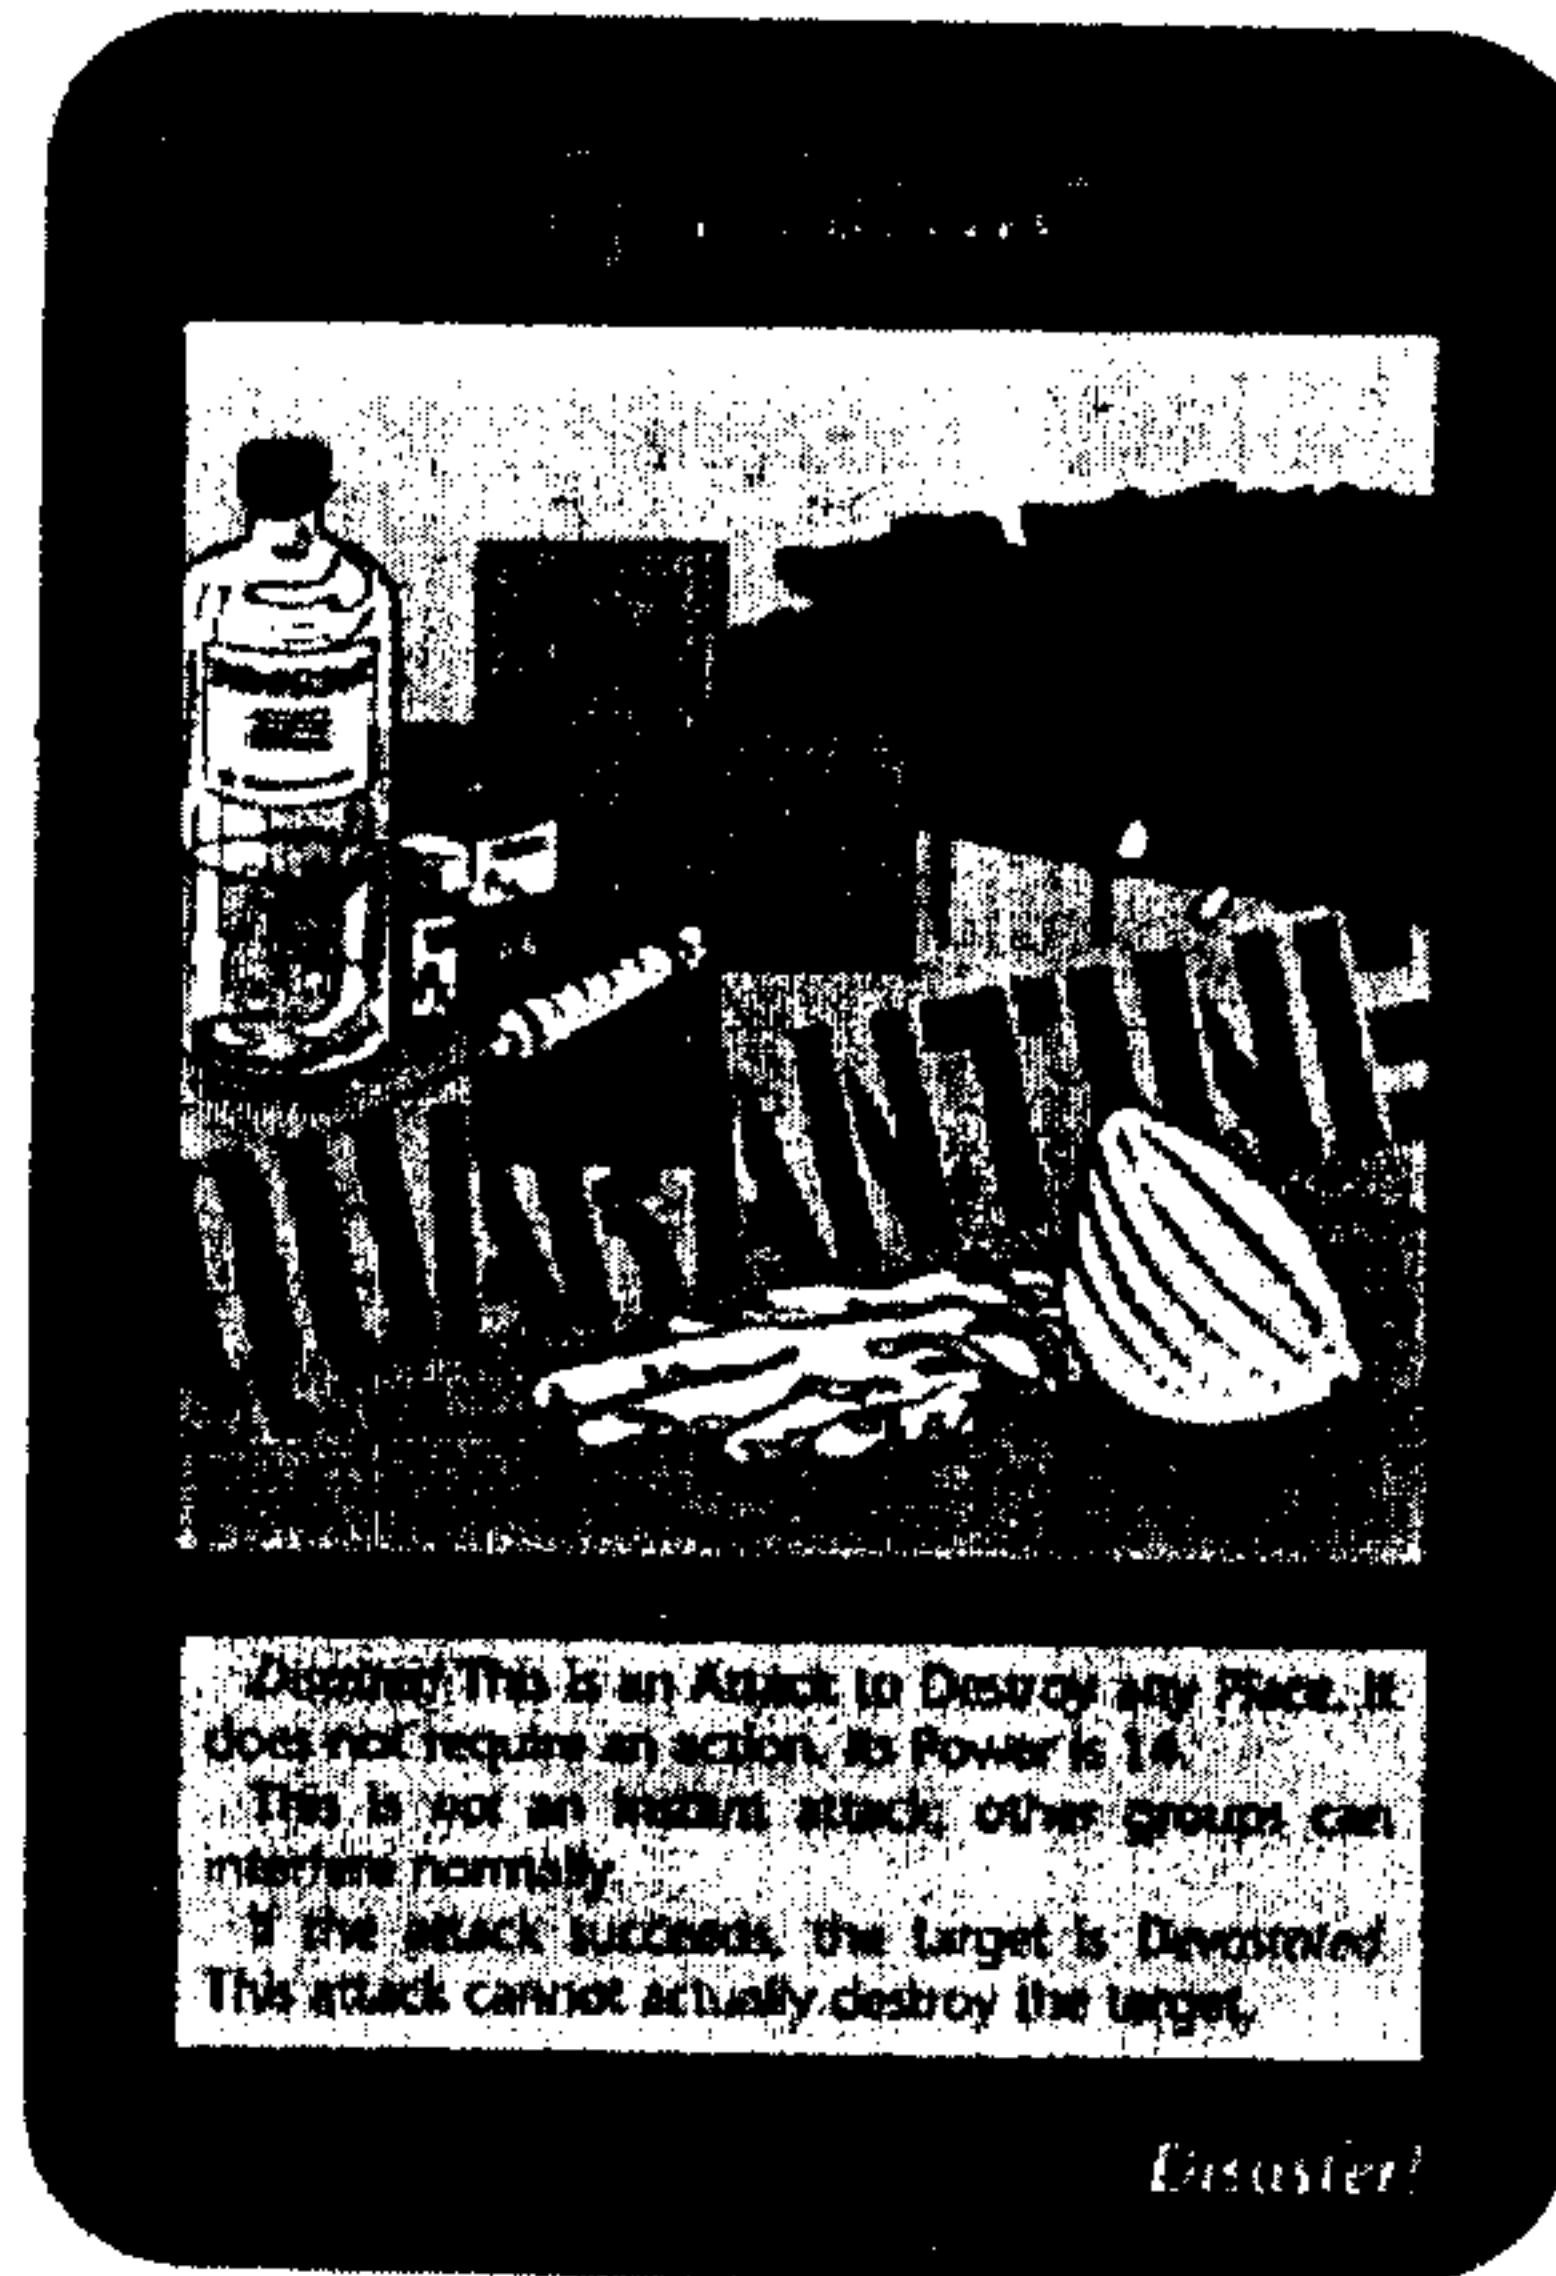 Disaster! This is an Attack to Destroy any Place. It
does not require an action. Its Power is 14.
This is not an Instant attack; other groups can
interfere normally.
If the attack succeeds, the target is Devastated.
This attack cannot actually destroy the target.
Disaster!